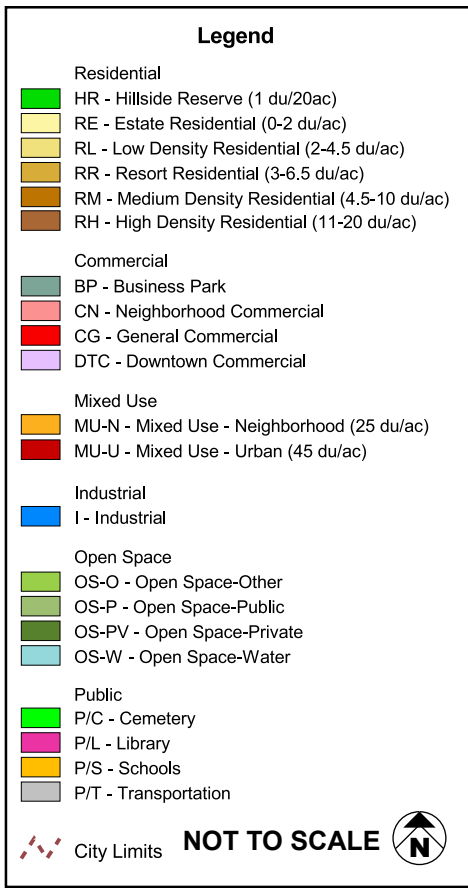 Legend
Residential
HR - Hillside Reserve (1 du/20ac)
RE - Estate Residential (0-2 du/ac)
RL - Low Density Residential (2-4.5 du/ac)
RR - Resort Residential (3-6.5 du/ac)
RM - Medium Density Residential (4.5-10 du/ac)
RH - High Density Residential (11-20 du/ac)
Commercial
BP - Business Park
CN - Neighborhood Commercial
CG - General Commercial
DTC - Downtown Commercial
Mixed Use
MU-N - Mixed Use - Neighborhood (25 du/ac)
MU-U - Mixed Use - Urban (45 du/ac)
Industrial
I - Industrial
Open Space
OS-O - Open Space-Other
OS-P - Open Space-Public
OS-PV - Open Space-Private
OS-W - Open Space-Water
Public
P/C - Cemetery
P/L - Library
P/S - Schools
P/T - Transportation
City Limits NOT TO SCALE N